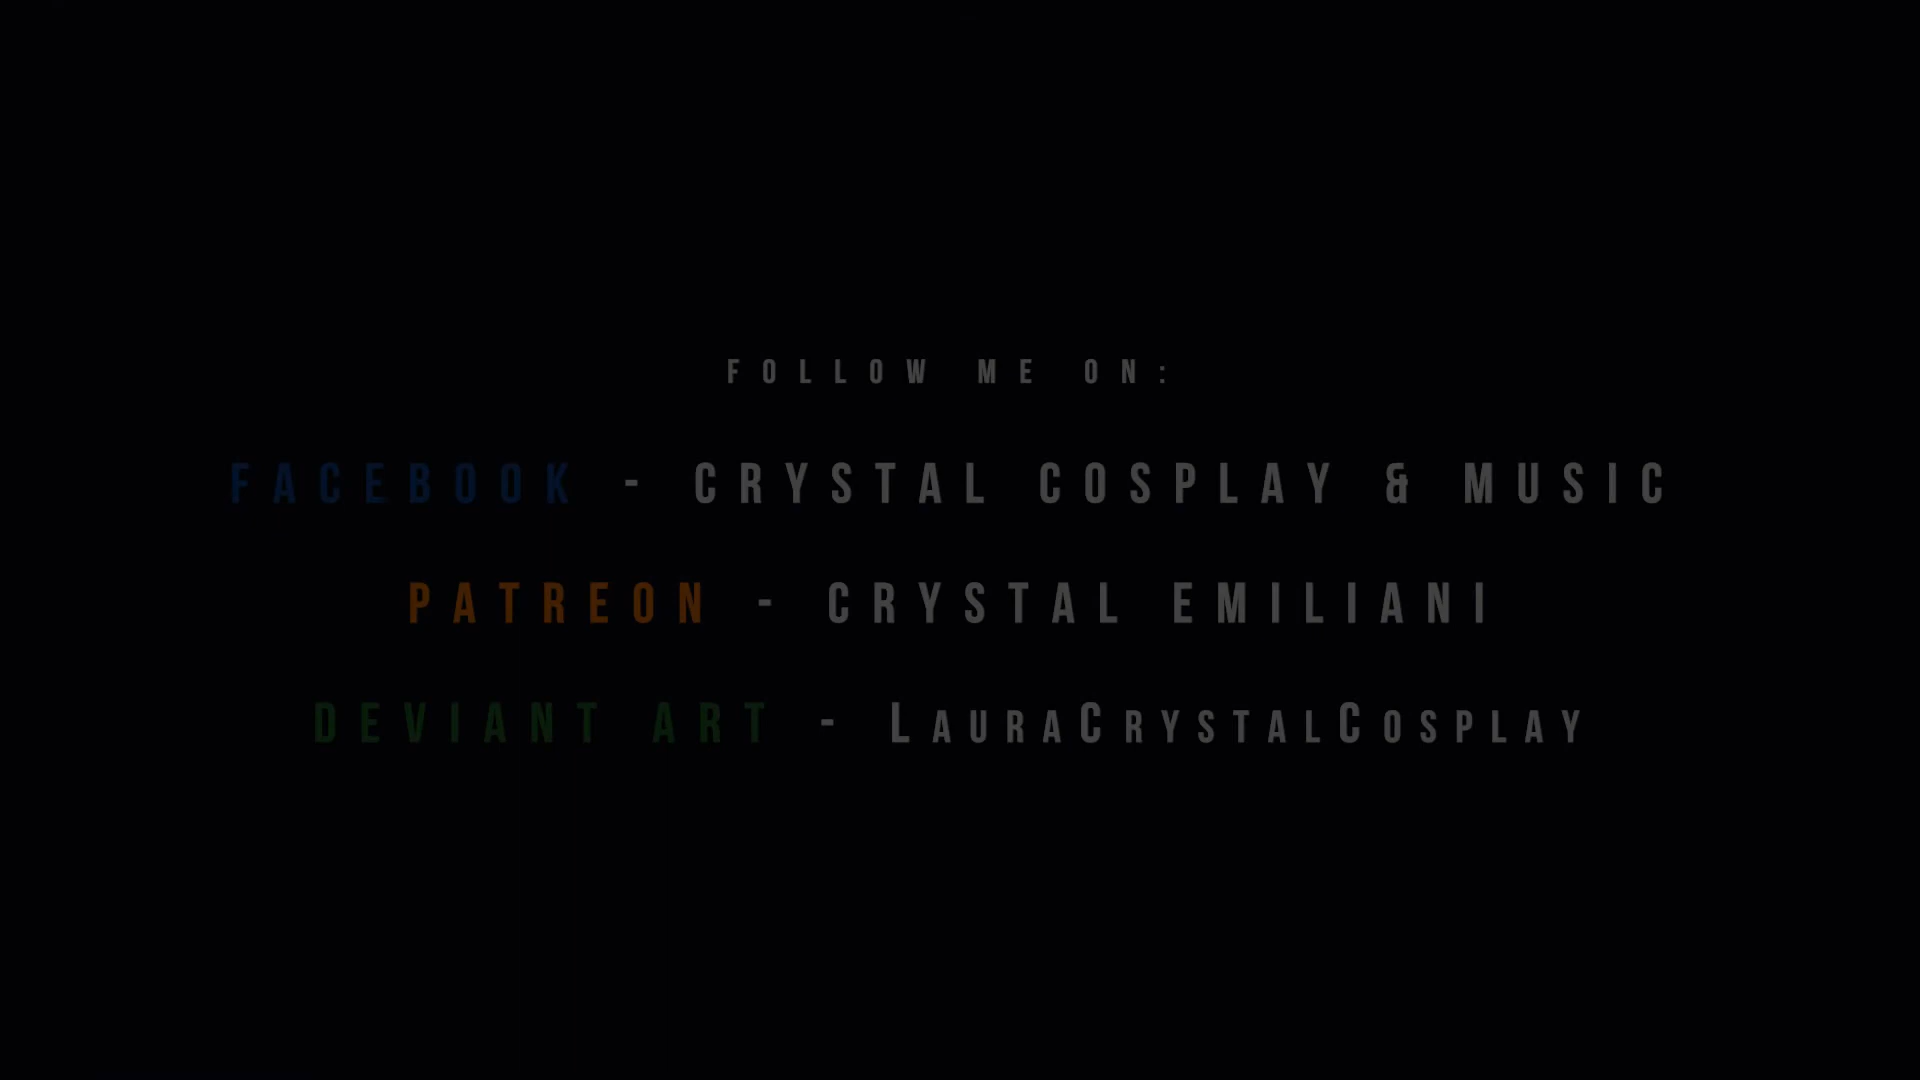 FOLLOW ME ON:
FACEBOOK - CRYSTAL COSPLAY & MUSIC
PATREON - CRYSTAL EMILIANI
DEVIANT ART - LAURACRYSTALCOSPLAY